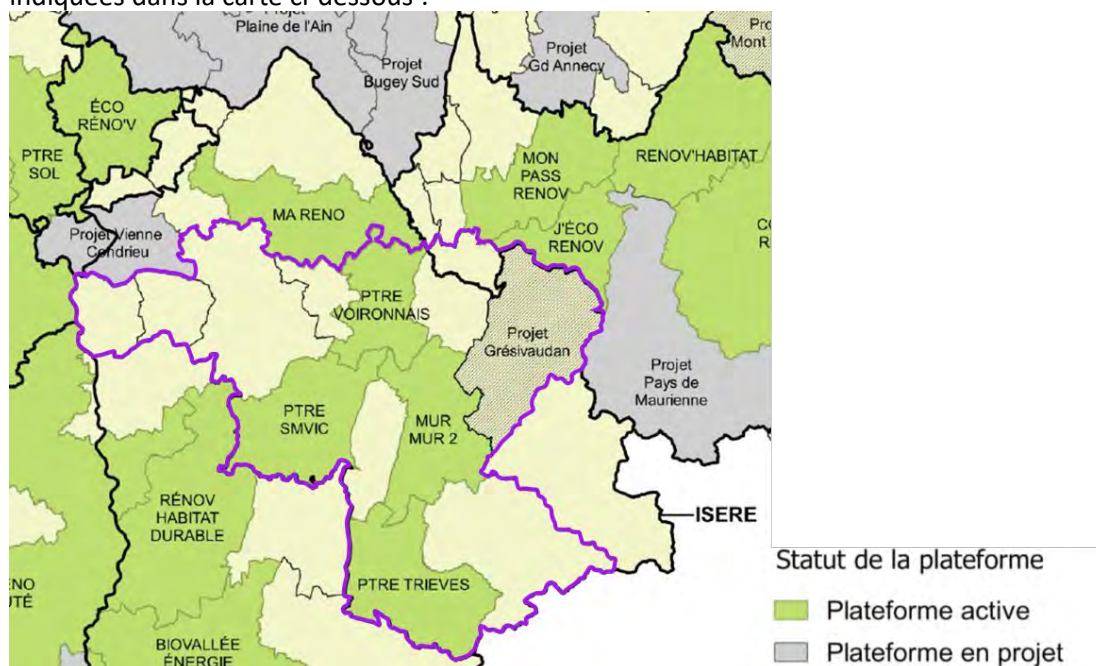 indiquées dans la carte ci-dessous :
Projet
Plaine de l'Ain
Projet
Bugey Sud
Projet
Gd Annecy
Mont
ÉCO
RÉNO'V
PTRE
SOL
MON
PASS
RENOV
RENOV'HABITAT
MA RENO
J'ÉCO
RENOV
Projet Vienne
Condrieu
PTRE
VOIRONNAIS
Projet
Grésivaudan
Projet
Pays de
Maurienne
PTRE
SMVIC
MUR
MUR 2
RÉNOV
HABITAT
DURABLE
ISERE
PTRE TRIEVES
BIOVALLÉE
ÉNERGIE
Statut de la plateforme
Plateforme active
Plateforme en projet